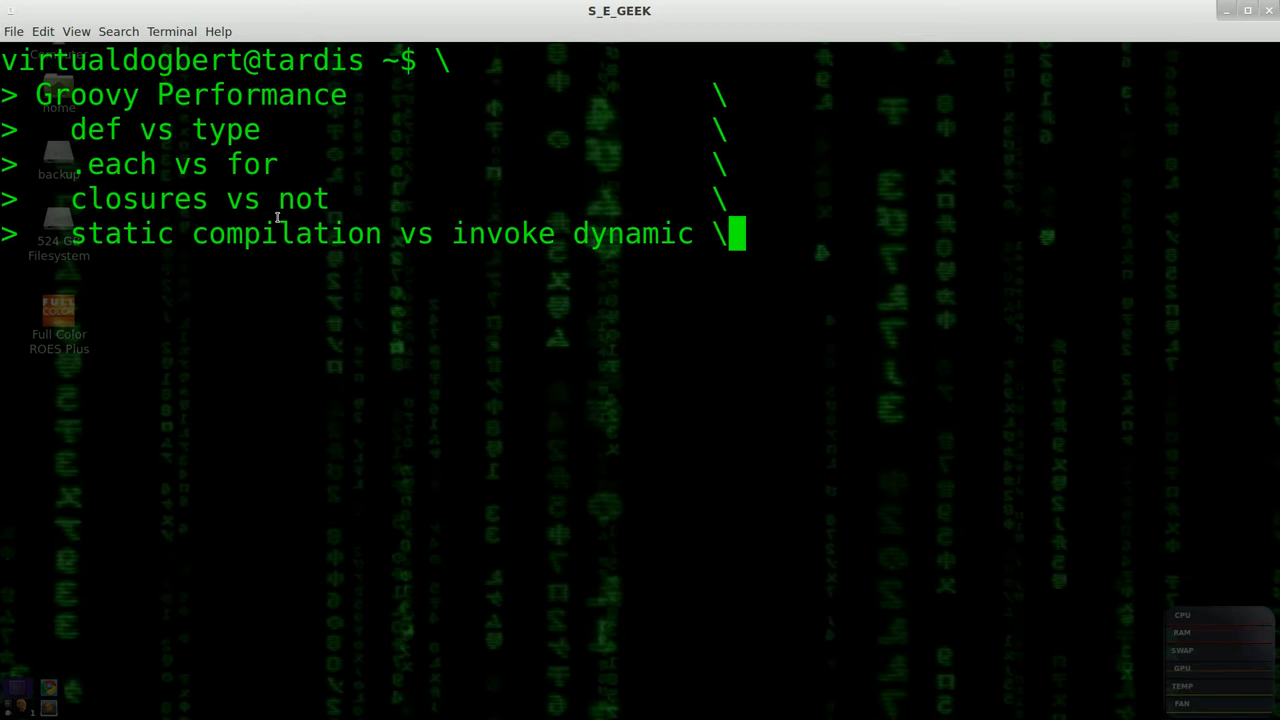 S_E_GEEK
File Edit View Search Terminal Help
virtualdogbert@tardis ~$ \
> Groovy Performance \
> def vs type \
> .each vs for \
> closures vs not \
> static compilation vs invoke dynamic \
Computer
home
backup
524 GB
Filesystem
Full Color
ROES Plus
CPU
RAM
SWAP
GPU
TEMP
FAN